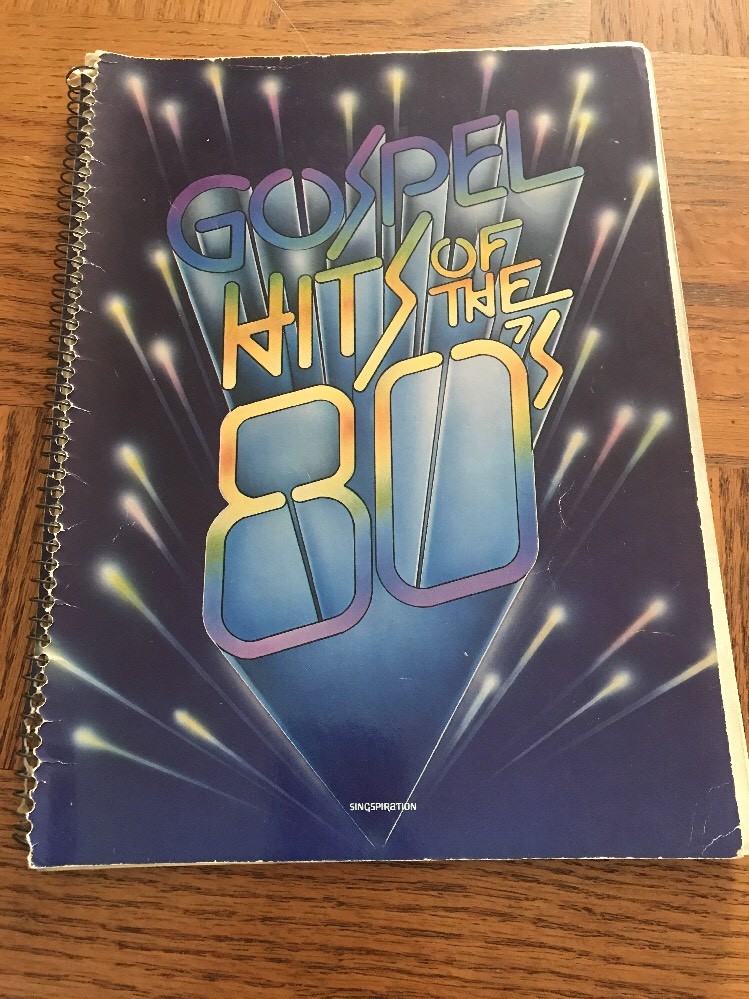 GOSPEL
HITS OF
THE
'S
80
SINGSPIRATION